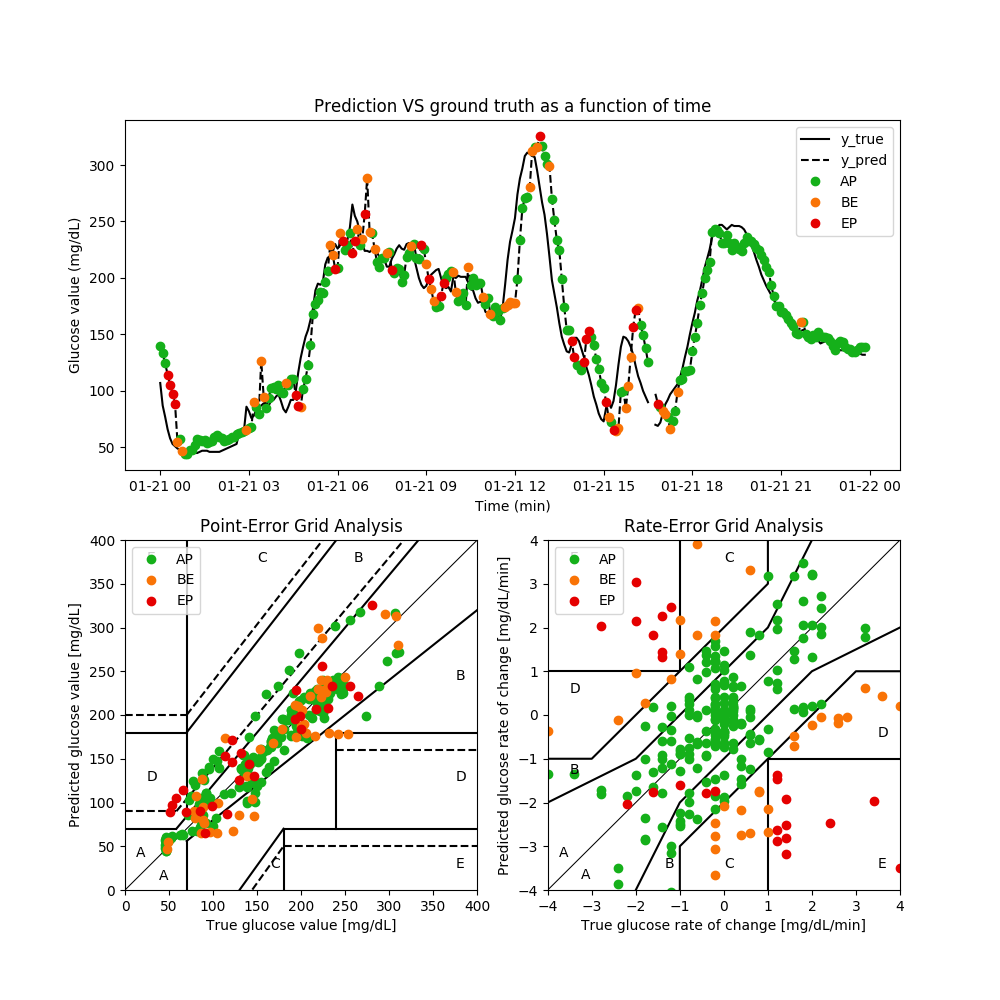 Prediction VS ground truth as a function of time
Glucose value (mg/dL)
300
250
200
150
100
50
y_true
y_pred
AP
BE
EP
01-21 00 01-21 03 01-21 06 01-21 09 01-21 12 01-21 15 01-21 18 01-21 21 01-22 00
Time (min)
Point-Error Grid Analysis
Predicted glucose value [mg/dL]
400
350
300
250
200
150
100
50
0
AP
BE
EP
C
B
B
D
D
A
A
C
E
0 50 100 150 200 250 300 350 400
True glucose value [mg/dL]
Rate-Error Grid Analysis
Predicted glucose rate of change [mg/dL/min]
4
3
2
1
0
−1
−2
−3
−4
AP
BE
EP
C
D
D
B
A
A
B
C
E
−4 −3 −2 −1 0 1 2 3 4
True glucose rate of change [mg/dL/min]